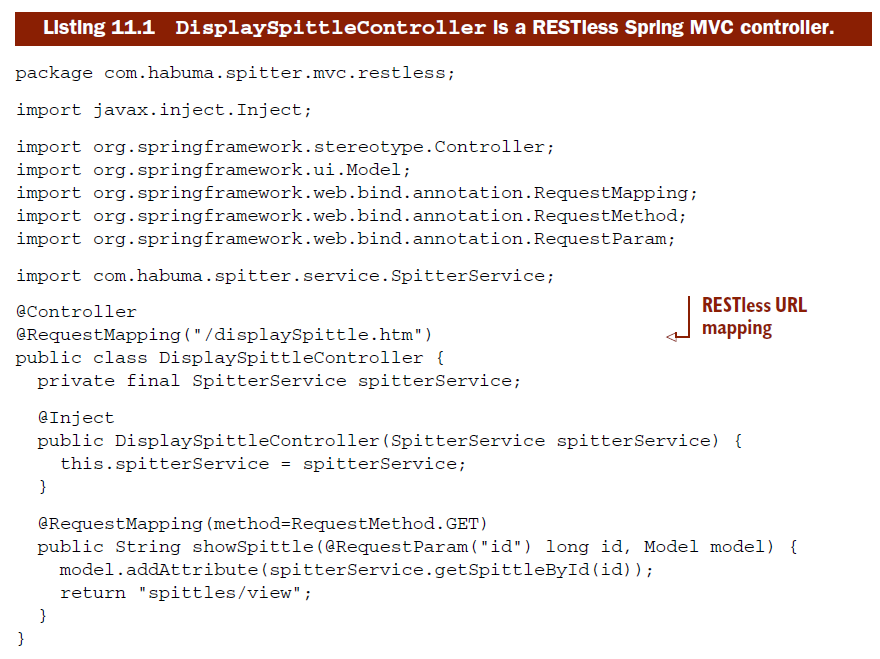 Listing 11.1 DisplaySpittleController is a RESTless Spring MVC controller.
package com.habuma.spitter.mvc.restless;
import javax.inject.Inject;
import org.springframework.stereotype.Controller;
import org.springframework.ui.Model;
import org.springframework.web.bind.annotation.RequestMapping;
import org.springframework.web.bind.annotation.RequestMethod;
import org.springframework.web.bind.annotation.RequestParam;
import com.habuma.spitter.service.SpitterService;
@Controller
@RequestMapping("/displaySpittle.htm")
RESTless URL
mapping
public class DisplaySpittleController {
private final SpitterService spitterService;
@Inject
public DisplaySpittleController(SpitterService spitterService) {
this.spitterService = spitterService;
}
@RequestMapping(method=RequestMethod.GET)
public String showSpittle(@RequestParam("id") long id, Model model) {
model.addAttribute(spitterService.getSpittleById(id));
return "spittles/view";
}
}